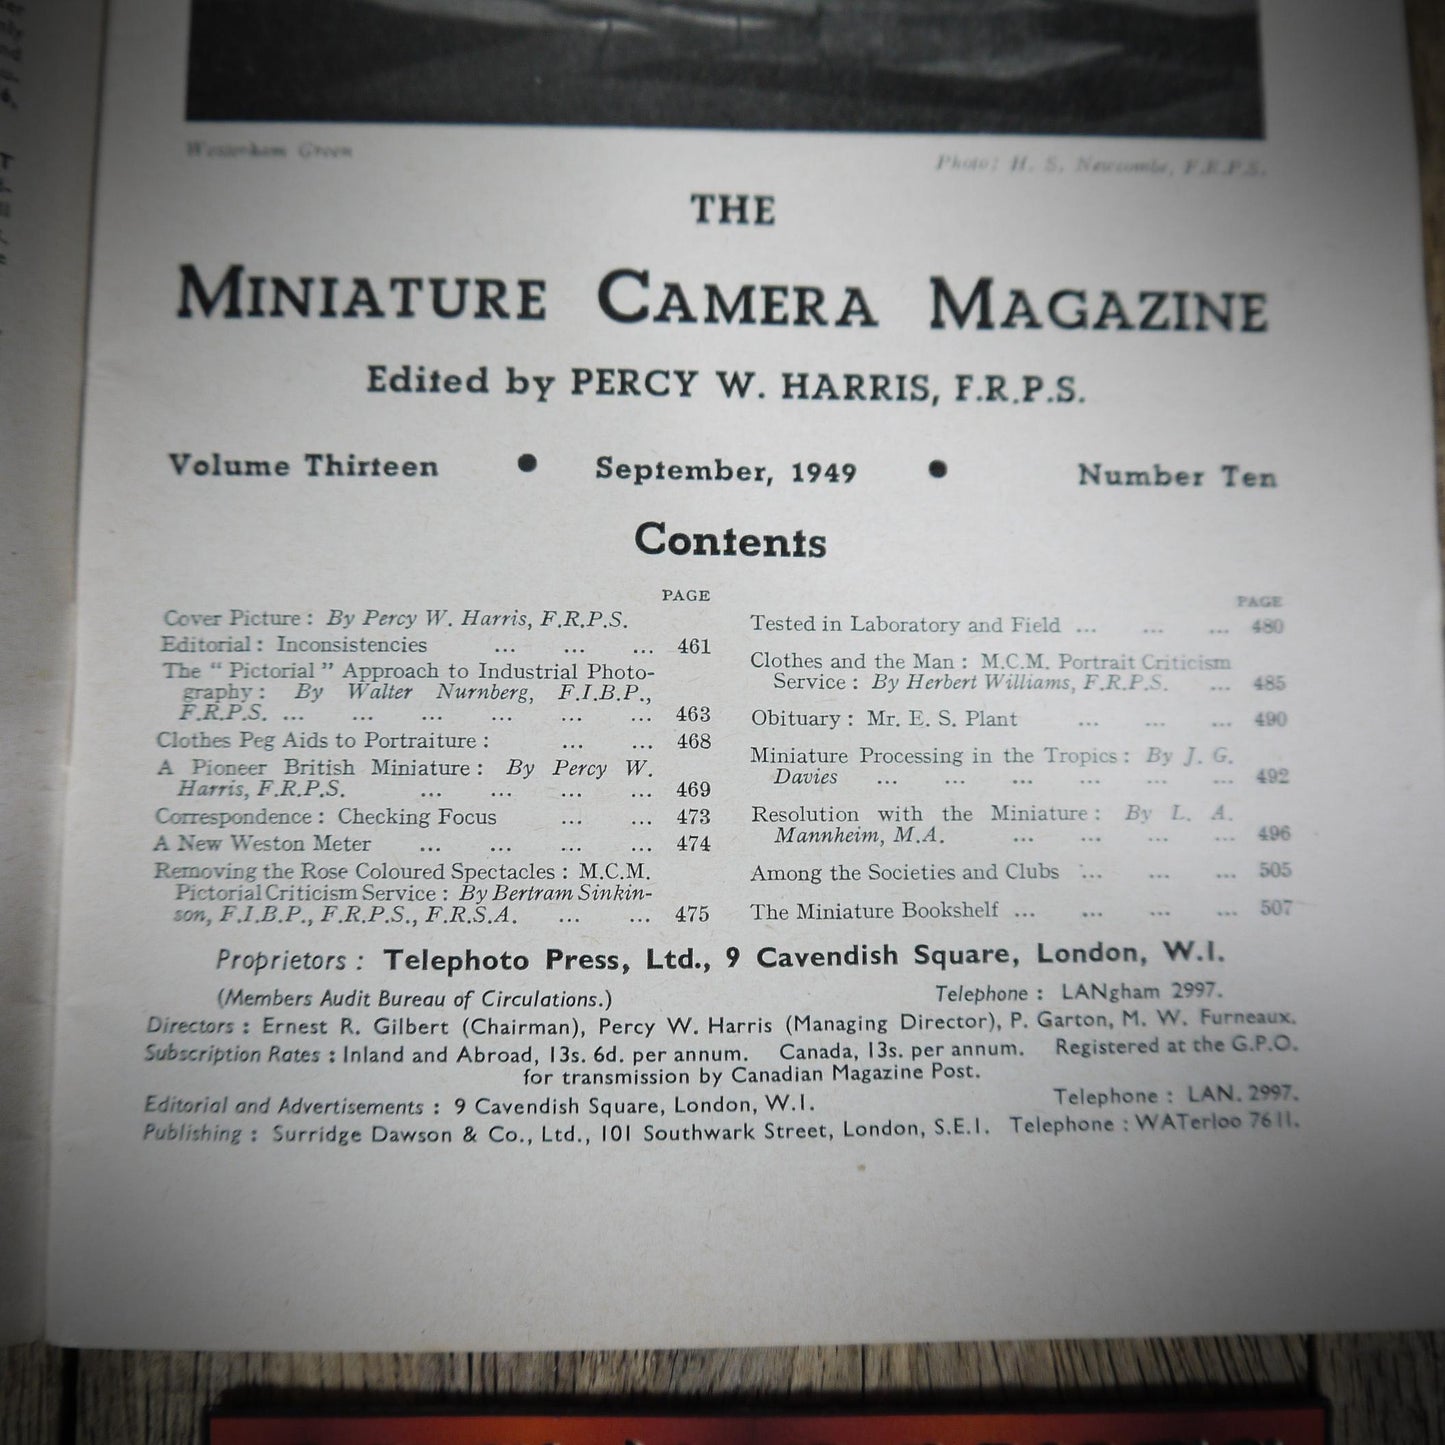 Westerham Green
Photo: H. S. Newcombe, F.R.P.S.
THE
MINIATURE CAMERA MAGAZINE
Edited by PERCY W. HARRIS, F.R.P.S.
Volume Thirteen ● September, 1949 ● Number Ten
Contents
PAGE
Cover Picture : By Percy W. Harris, F.R.P.S.
Editorial : Inconsistencies ... ... ... 461
The " Pictorial " Approach to Industrial Photo-
graphy : By Walter Nurnberg, F.I.B.P.,
F.R.P.S. ... ... ... ... ... ... 463
Clothes Peg Aids to Portraiture : ... ... 468
A Pioneer British Miniature : By Percy W.
Harris, F.R.P.S. ... ... ... ... 469
Correspondence : Checking Focus ... ... 473
A New Weston Meter ... ... ... ... 474
Removing the Rose Coloured Spectacles : M.C.M.
Pictorial Criticism Service : By Bertram Sinkin-
son, F.I.B.P., F.R.P.S., F.R.S.A. ... ... 475
PAGE
Tested in Laboratory and Field ... ... ... 480
Clothes and the Man : M.C.M. Portrait Criticism
Service : By Herbert Williams, F.R.P.S. ... 485
Obituary : Mr. E. S. Plant ... ... ... 490
Miniature Processing in the Tropics : By J. G.
Davies ... ... ... ... ... ... 492
Resolution with the Miniature : By L. A.
Mannheim, M.A. ... ... ... ... 496
Among the Societies and Clubs ... ... ... 505
The Miniature Bookshelf ... ... ... ... 507
Proprietors : Telephoto Press, Ltd., 9 Cavendish Square, London, W.1.
(Members Audit Bureau of Circulations.) Telephone : LANgham 2997.
Directors : Ernest R. Gilbert (Chairman), Percy W. Harris (Managing Director), P. Garton, M. W. Furneaux.
Subscription Rates : Inland and Abroad, 13s. 6d. per annum. Canada, 13s. per annum. Registered at the G.P.O.
for transmission by Canadian Magazine Post.
Editorial and Advertisements : 9 Cavendish Square, London, W.1. Telephone : LAN. 2997.
Publishing : Surridge Dawson & Co., Ltd., 101 Southwark Street, London, S.E.1. Telephone : WATerloo 7611.